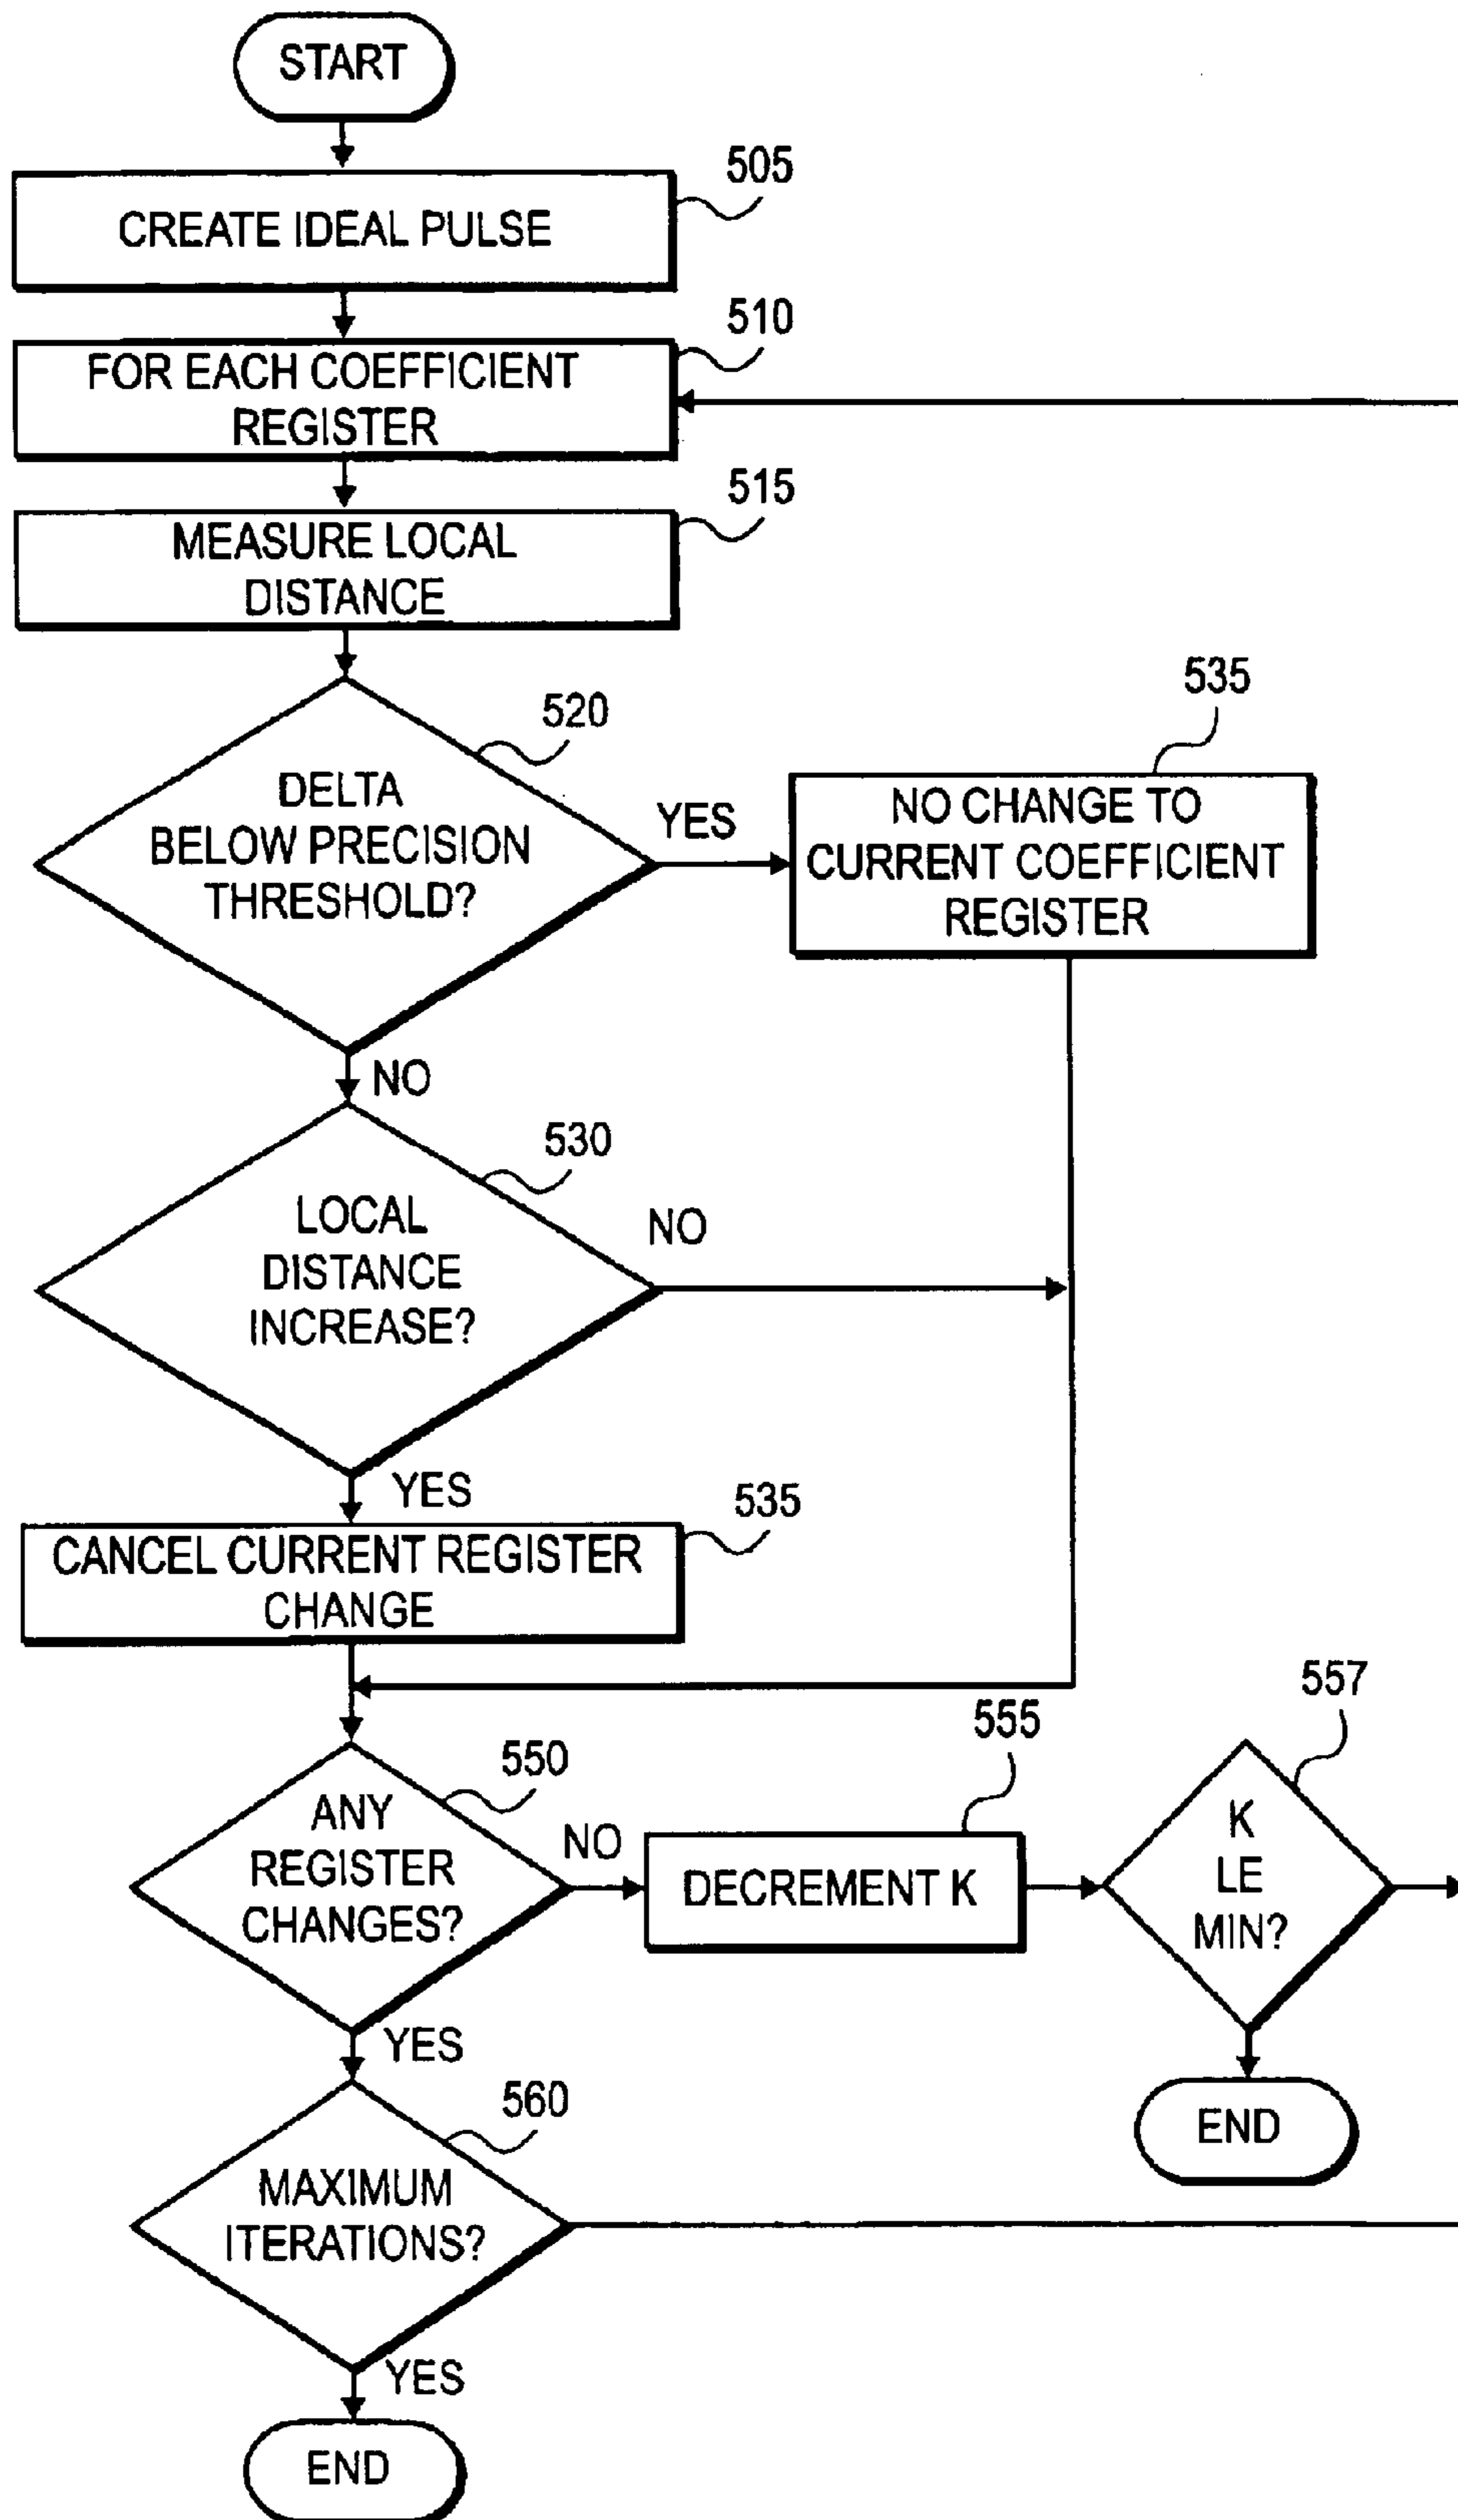 START
505
CREATE IDEAL PULSE
510
FOR EACH COEFFICIENT
REGISTER
515
MEASURE LOCAL
DISTANCE
520
DELTA
BELOW PRECISION
THRESHOLD?
YES
535
NO CHANGE TO
CURRENT COEFFICIENT
REGISTER
NO
530
LOCAL
DISTANCE
INCREASE?
NO
YES
535
CANCEL CURRENT REGISTER
CHANGE
550
ANY
REGISTER
CHANGES?
NO
555
DECREMENT K
557
K
LE
MIN?
END
YES
560
MAXIMUM
ITERATIONS?
YES
END